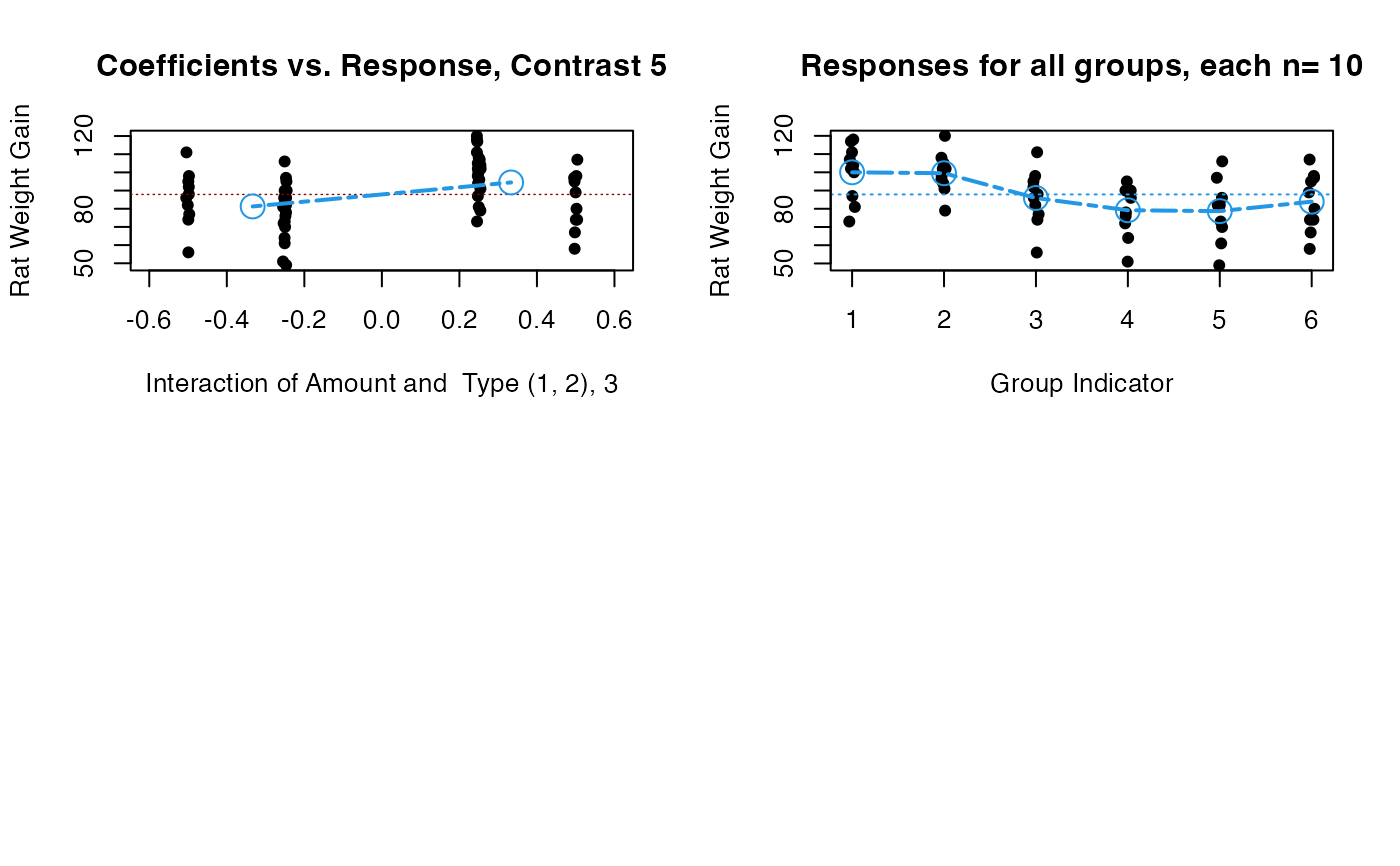 Coefficients vs. Response, Contrast 5
Rat Weight Gain
120
80
50
-0.6 -0.4 -0.2 0.0 0.2 0.4 0.6
Interaction of Amount and  Type (1, 2), 3
Responses for all groups, each n= 10
Rat Weight Gain
120
80
50
1 2 3 4 5 6
Group Indicator